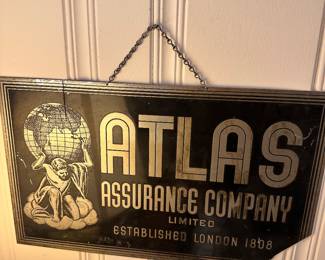 ATLAS
ASSURANCE COMPANY
LIMITED
ESTABLISHED LONDON 1808